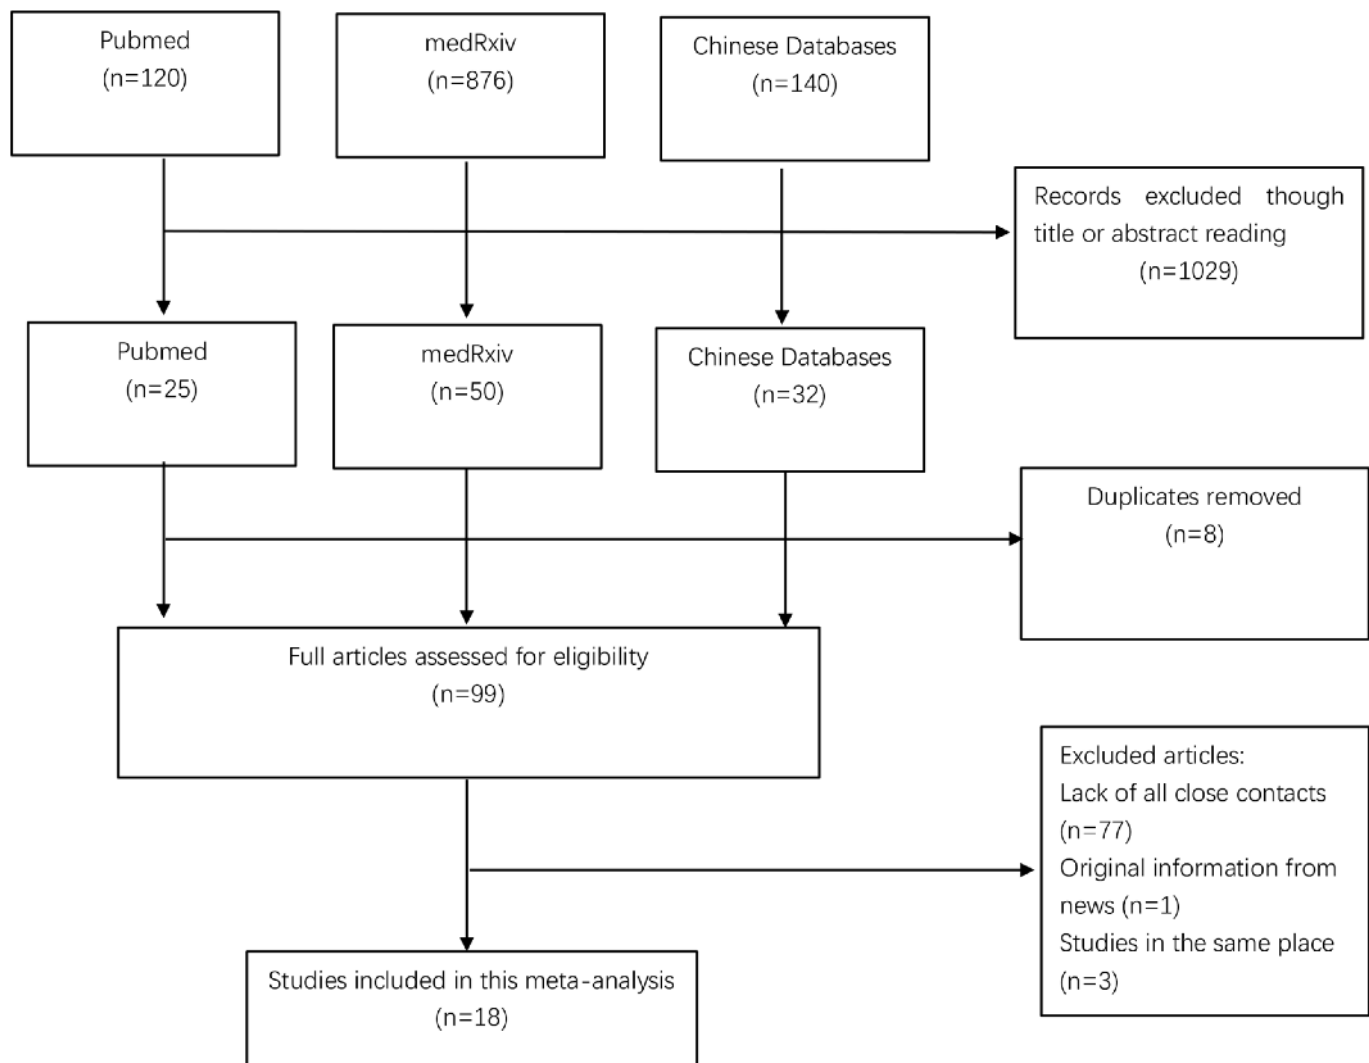 Pubmed
(n=120)
medRxiv
(n=876)
Chinese Databases
(n=140)
Records excluded though
title or abstract reading
(n=1029)
Pubmed
(n=25)
medRxiv
(n=50)
Chinese Databases
(n=32)
Duplicates removed
(n=8)
Full articles assessed for eligibility
(n=99)
Excluded articles:
Lack of all close contacts
(n=77)
Original information from
news (n=1)
Studies in the same place
(n=3)
Studies included in this meta-analysis
(n=18)